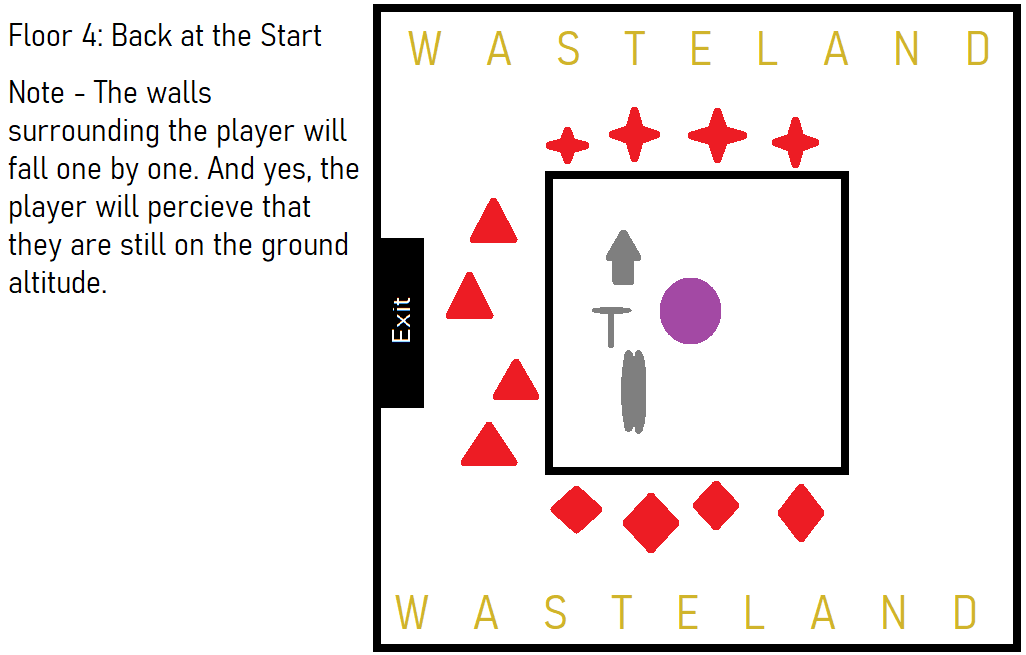 Floor 4: Back at the Start
Note - The walls
surrounding the player will
fall one by one. And yes, the
player will percieve that
they are still on the ground
altitude.
W A S T E L A N D
Exit
W A S T E L A N D